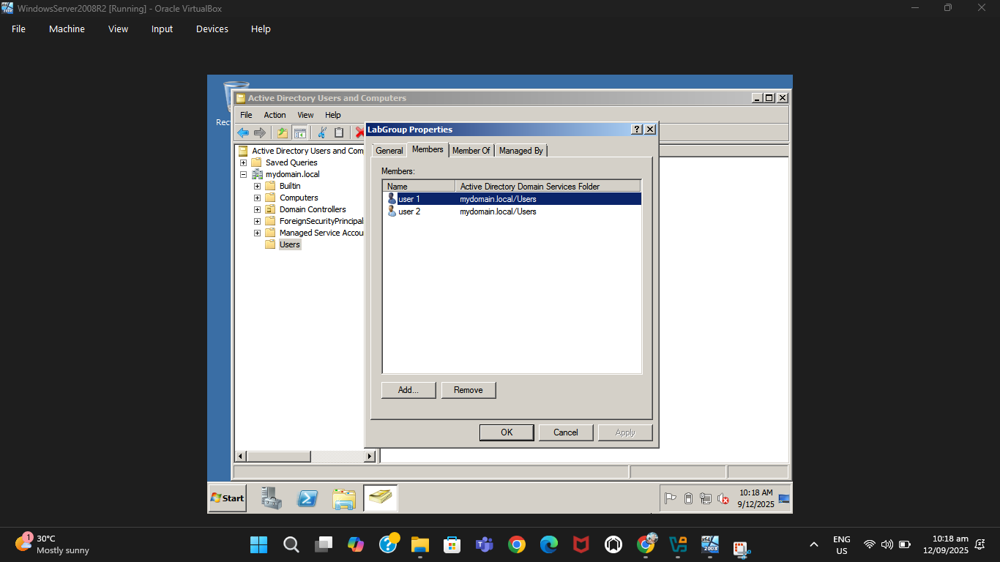 WindowsServer2008R2 [Running] - Oracle VirtualBox
File Machine View Input Devices Help
Active Directory Users and Computers
File Action View Help
LabGroup Properties
General Members Member Of Managed By
Active Directory Users and Com
Saved Queries
mydomain.local
Builtin
Computers
Domain Controllers
ForeignSecurityPrincipal
Managed Service Accou
Users
Members:
Name Active Directory Domain Services Folder
user 1 mydomain.local/Users
user 2 mydomain.local/Users
Add... Remove
OK Cancel Apply
Rec
Start
10:18 AM
9/12/2025
1
30°C
Mostly sunny
x64
2008
ENG
US
10:18 am
12/09/2025